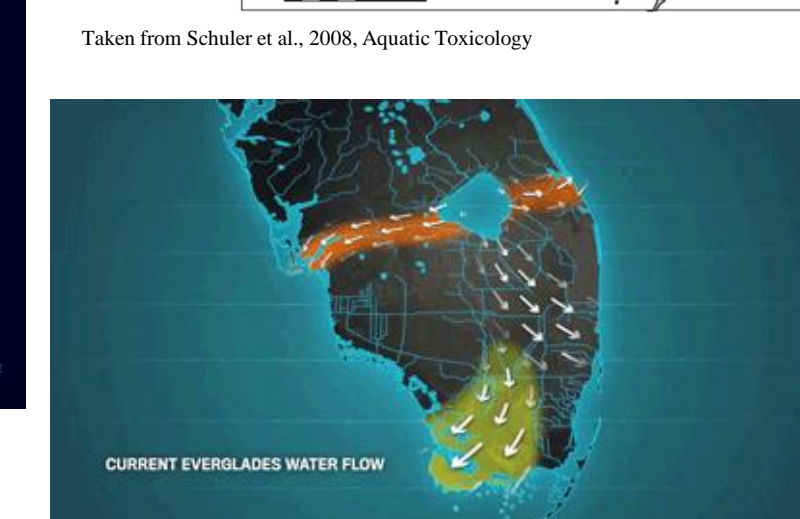 Taken from Schuler et al., 2008, Aquatic Toxicology
CURRENT EVERGLADES WATER FLOW